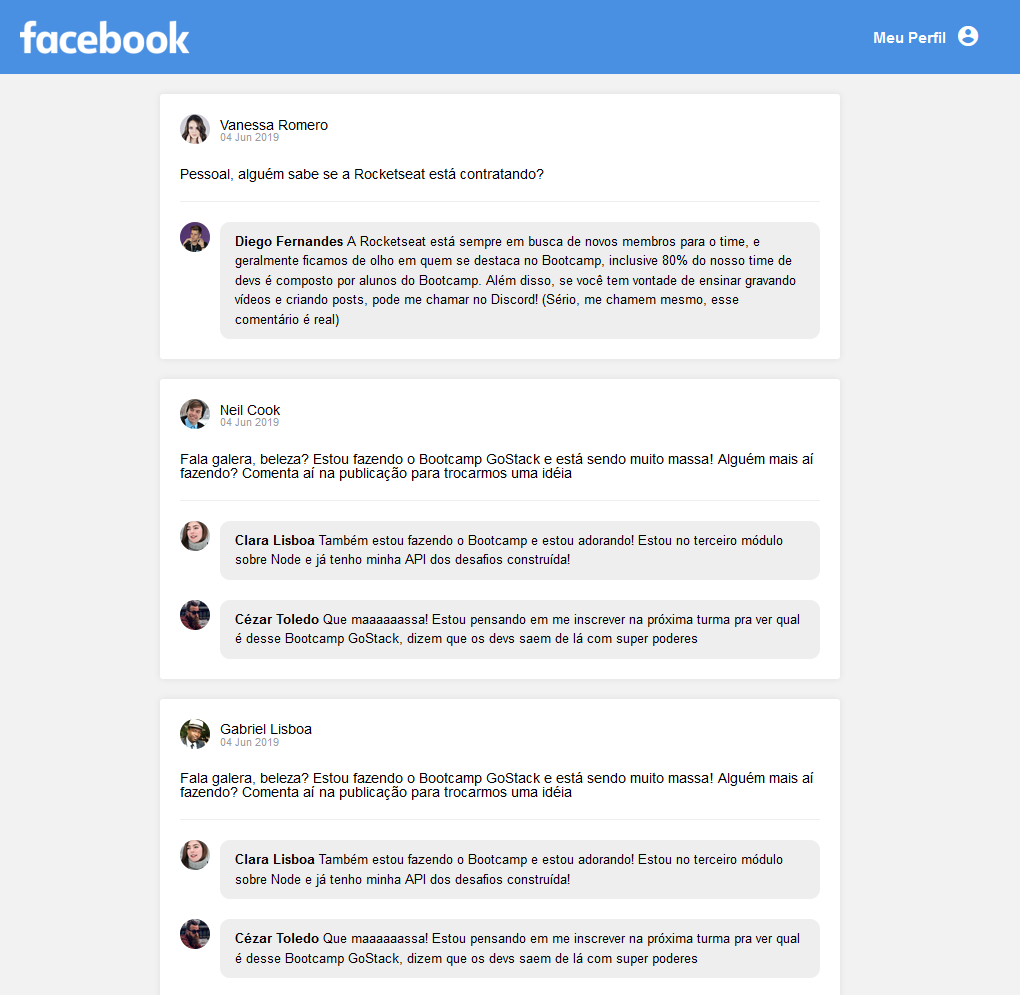 facebook
Meu Perfil
Vanessa Romero
04 Jun 2019
Pessoal, alguém sabe se a Rocketseat está contratando?
Diego Fernandes A Rocketseat está sempre em busca de novos membros para o time, e
geralmente ficamos de olho em quem se destaca no Bootcamp, inclusive 80% do nosso time de
devs é composto por alunos do Bootcamp. Além disso, se você tem vontade de ensinar gravando
vídeos e criando posts, pode me chamar no Discord! (Sério, me chamem mesmo, esse
comentário é real)
Neil Cook
04 Jun 2019
Fala galera, beleza? Estou fazendo o Bootcamp GoStack e está sendo muito massa! Alguém mais aí
fazendo? Comenta aí na publicação para trocarmos uma idéia
Clara Lisboa Também estou fazendo o Bootcamp e estou adorando! Estou no terceiro módulo
sobre Node e já tenho minha API dos desafios construída!
Cézar Toledo Que maaaaaassa! Estou pensando em me inscrever na próxima turma pra ver qual
é desse Bootcamp GoStack, dizem que os devs saem de lá com super poderes
Gabriel Lisboa
04 Jun 2019
Fala galera, beleza? Estou fazendo o Bootcamp GoStack e está sendo muito massa! Alguém mais aí
fazendo? Comenta aí na publicação para trocarmos uma idéia
Clara Lisboa Também estou fazendo o Bootcamp e estou adorando! Estou no terceiro módulo
sobre Node e já tenho minha API dos desafios construída!
Cézar Toledo Que maaaaaassa! Estou pensando em me inscrever na próxima turma pra ver qual
é desse Bootcamp GoStack, dizem que os devs saem de lá com super poderes